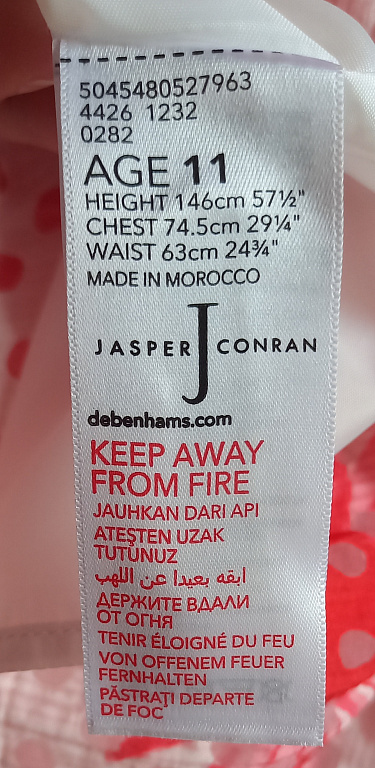 5045480527963
4426 1232
0282
AGE 11
HEIGHT 146cm 57½"
CHEST 74.5cm 29¼"
WAIST 63cm 24¾"
MADE IN MOROCCO
JASPER J CONRAN
debenhams.com
KEEP AWAY
FROM FIRE
JAUHKAN DARI API
ATEŞTEN UZAK
TUTUNUZ
ابقه بعيدا عن اللهب
ДЕРЖИТЕ ВДАЛИ
ОТ ОГНЯ
TENIR ÉLOIGNÉ DU FEU
VON OFFENEM FEUER
FERNHALTEN
PĂSTRAŢI DEPARTE
DE FOC